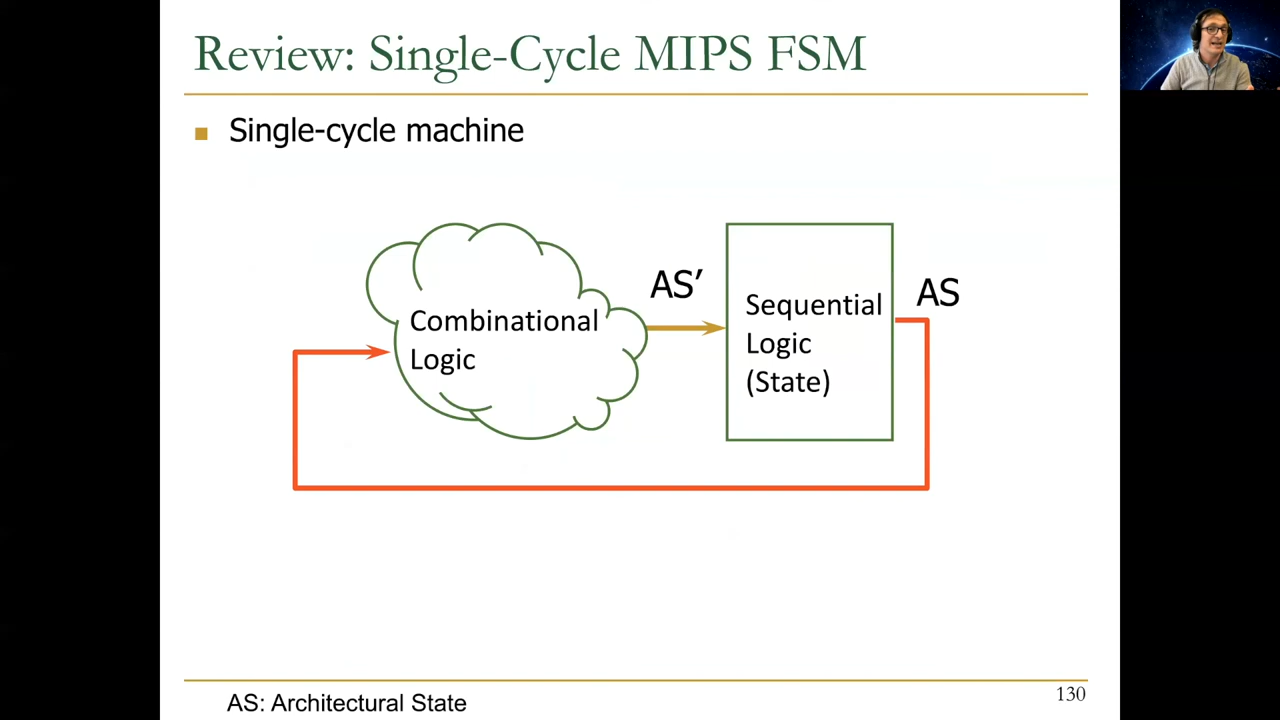 Review: Single-Cycle MIPS FSM
Single-cycle machine
Combinational
Logic
AS’
Sequential
Logic
(State)
AS
AS: Architectural State
130